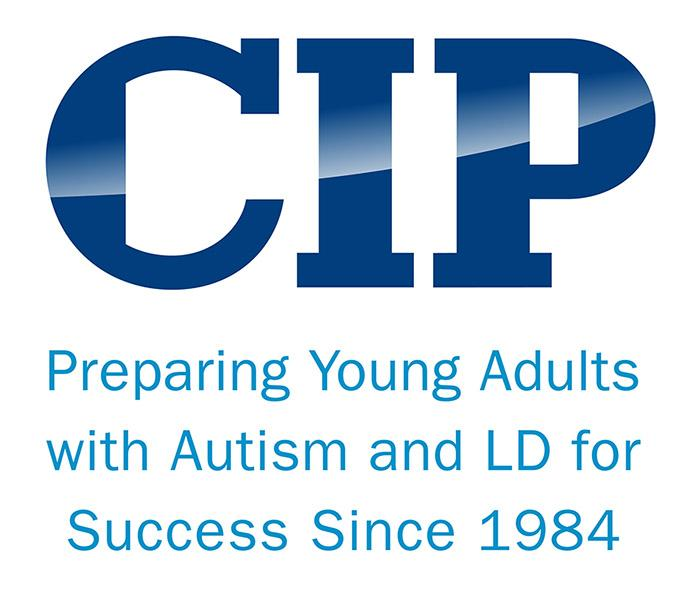 CIP
Preparing Young Adults
with Autism and LD for
Success Since 1984